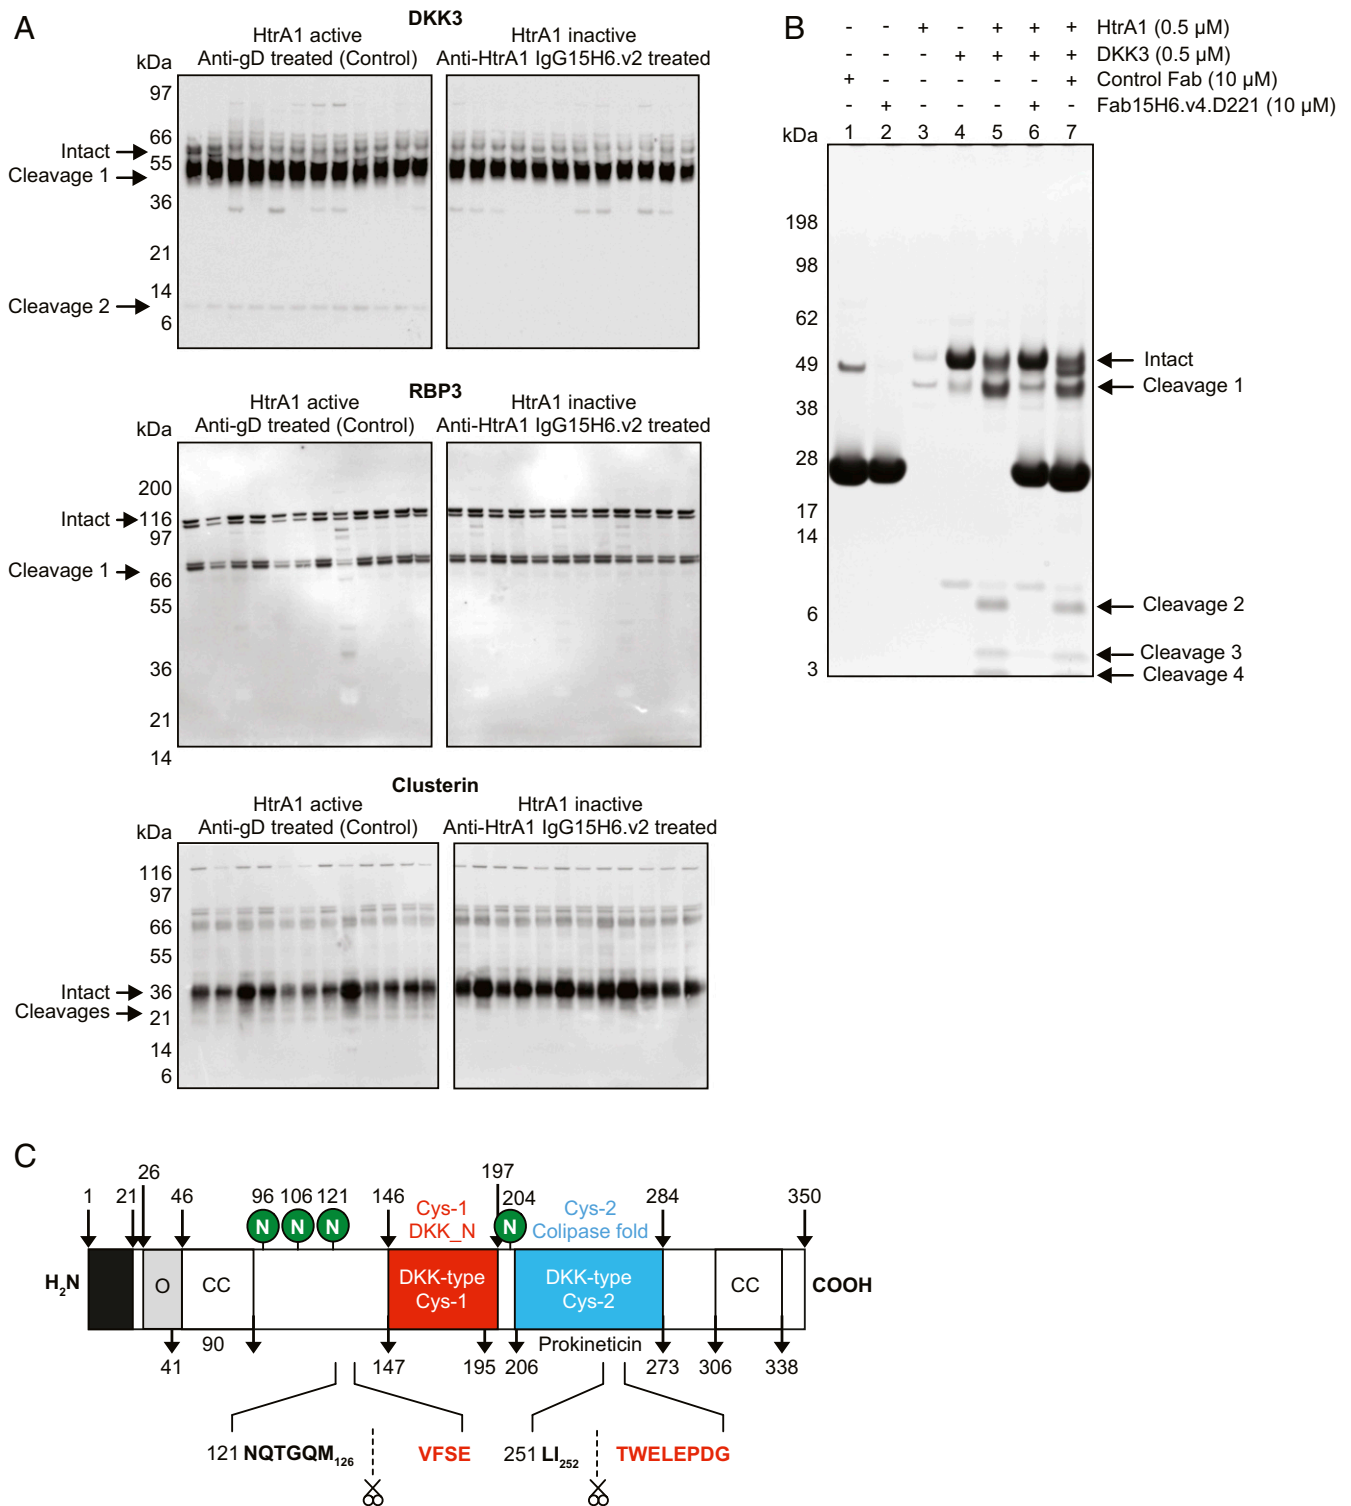 A
DKK3
HtrA1 active
Anti-gD treated (Control)
HtrA1 inactive
Anti-HtrA1 IgG15H6.v2 treated
kDa
97
66
Intact
55
Cleavage 1
36
21
14
Cleavage 2
6
RBP3
HtrA1 active
Anti-gD treated (Control)
HtrA1 inactive
Anti-HtrA1 IgG15H6.v2 treated
kDa
200
Intact
116
97
Cleavage 1
66
55
36
21
14
Clusterin
HtrA1 active
Anti-gD treated (Control)
HtrA1 inactive
Anti-HtrA1 IgG15H6.v2 treated
kDa
116
97
66
55
Intact
36
Cleavages
21
14
6
B
- - + - + + + HtrA1 (0.5 µM)
- - - + + + + DKK3 (0.5 µM)
+ - - - - - + Control Fab (10 µM)
- + - - - + - Fab15H6.v4.D221 (10 µM)
kDa 1 2 3 4 5 6 7
198
98
62
49
38
28
17
14
6
3
Intact
Cleavage 1
Cleavage 2
Cleavage 3
Cleavage 4
C
1 21 26 46 96 106 121 146 197 204 284 350
N N N N
Cys-1
DKK_N
Cys-2
Colipase fold
H₂N
O
CC
DKK-type
Cys-1
DKK-type
Cys-2
CC
COOH
Prokineticin
41 90 147 195 206 273 306 338
121 NQTGQM₁₂₆ VFSE
251 LI₂₅₂ TWELEPDG